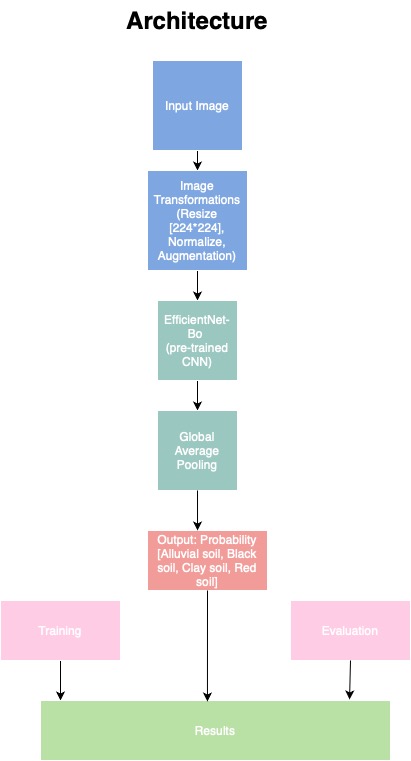 Architecture
Input Image
Image
Transformations
(Resize
[224*224],
Normalize,
Augmentation)
EfficientNet-
Bo
(pre-trained
CNN)
Global
Average
Pooling
Output: Probability
[Alluvial soil, Black
soil, Clay soil, Red
soil]
Training
Evaluation
Results